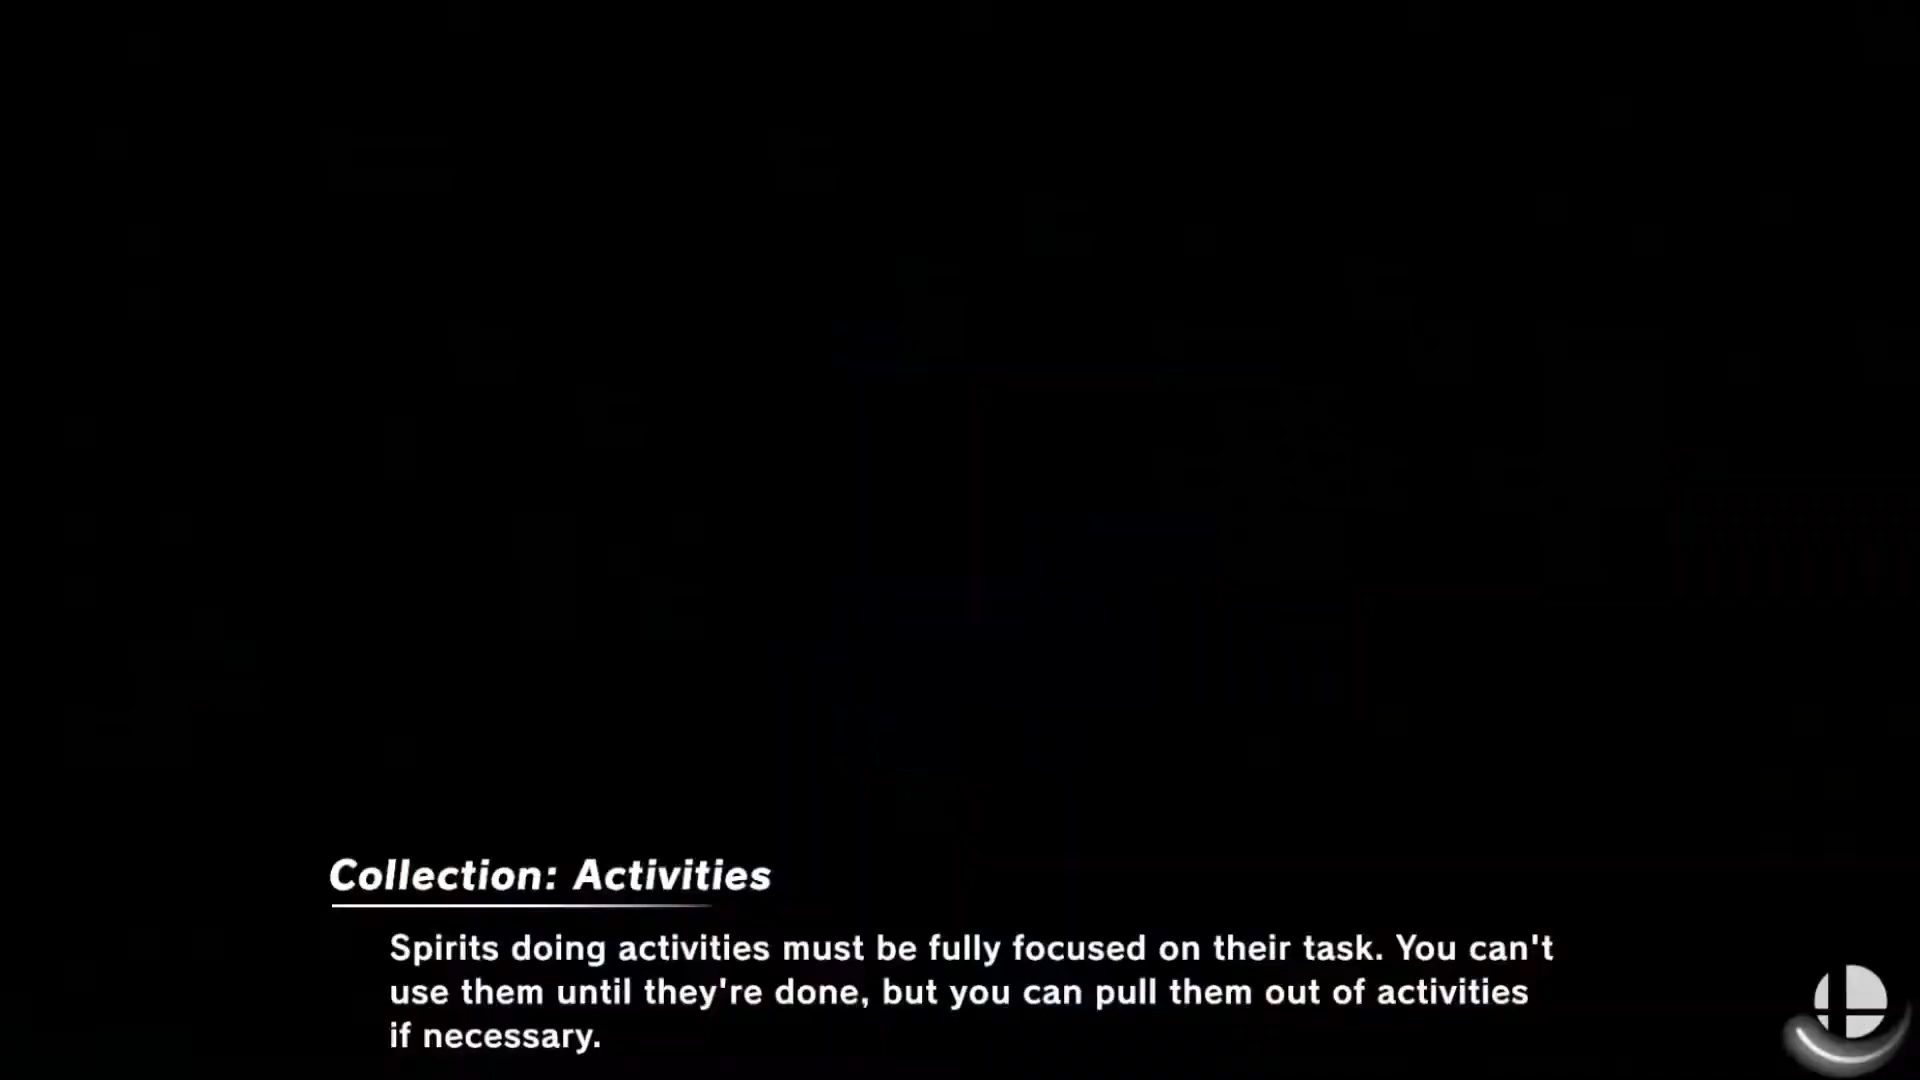 Collection: Activities
Spirits doing activities must be fully focused on their task. You can't
use them until they're done, but you can pull them out of activities
if necessary.